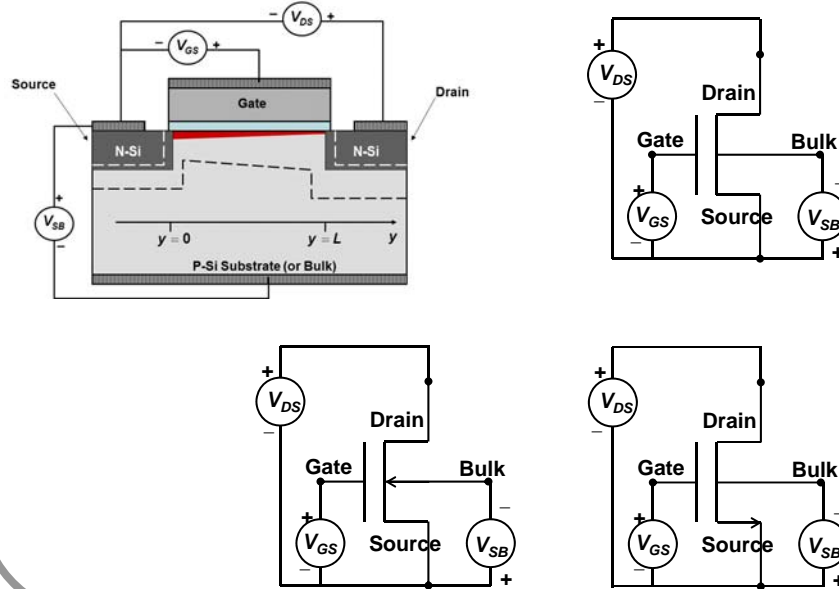 − V_DS +
− V_GS +
Source
Gate
Drain
N-Si
N-Si
+
V_SB
−
y = 0
y = L
y
P-Si Substrate (or Bulk)
+
V_DS
−
Drain
Gate
Bulk
+
V_GS
−
Source
−
V_SB
+
+
V_DS
−
Drain
Gate
Bulk
+
V_GS
−
Source
−
V_SB
+
+
V_DS
−
Drain
Gate
Bulk
+
V_GS
−
Source
−
V_SB
+